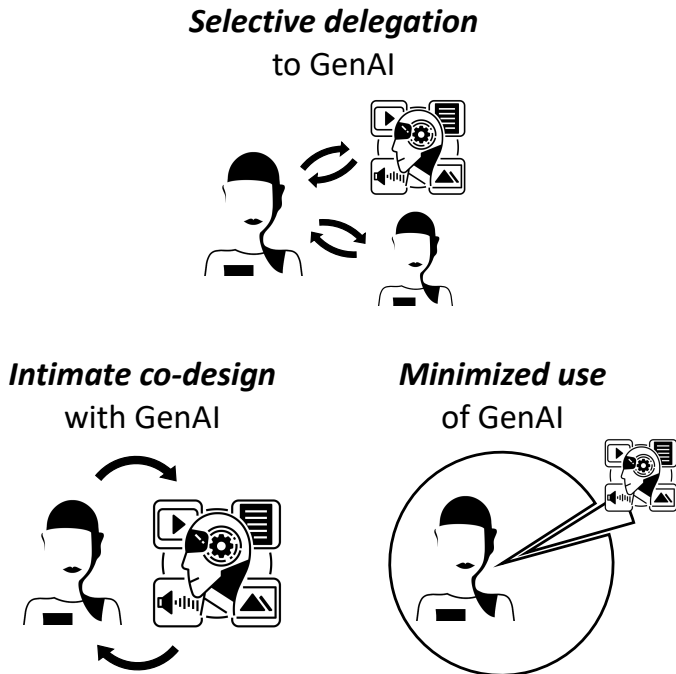 Selective delegation
to GenAI
Intimate co-design
with GenAI
Minimized use
of GenAI